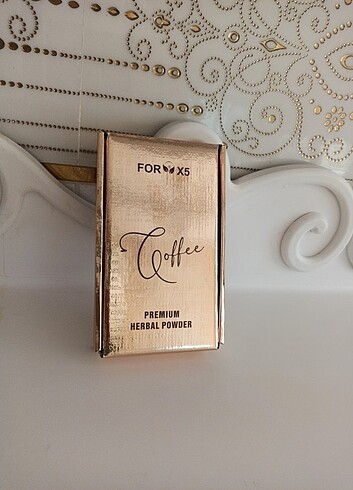 FOR X5
Coffee
PREMIUM
HERBAL POWDER